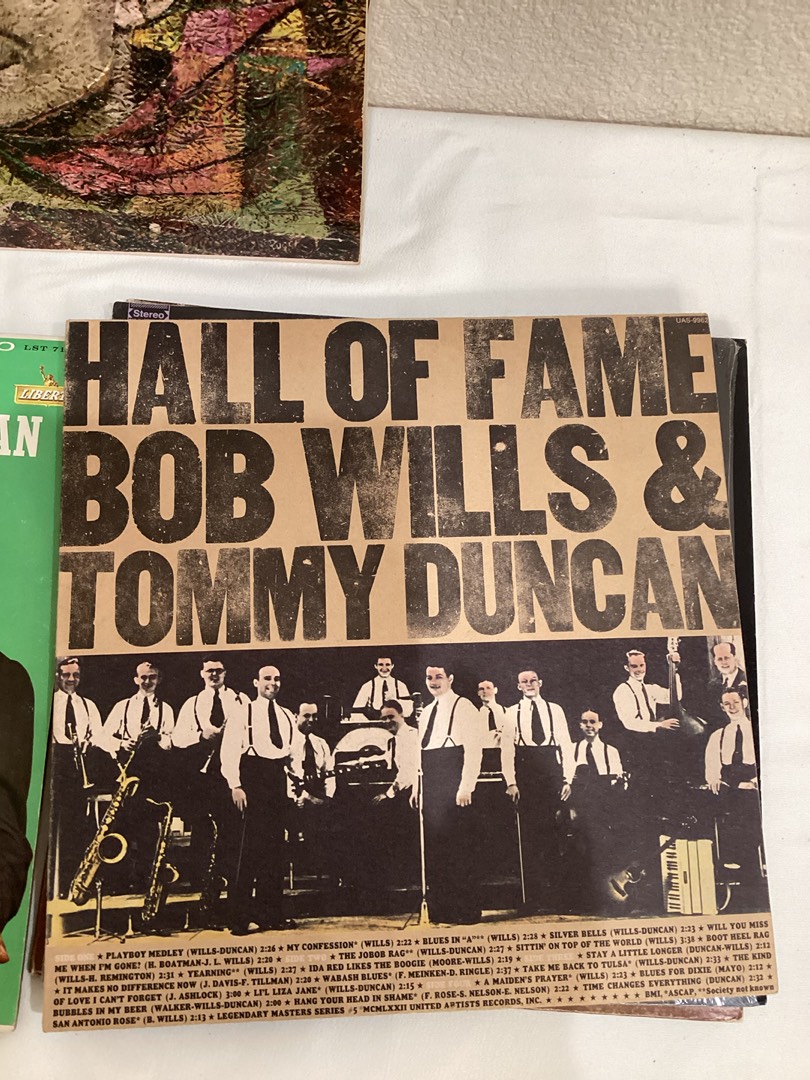 Stereo
UAS-9962
LST 71
LIBER
AN
HALL OF FAME
BOB WILLS &
TOMMY DUNCAN
SIDE ONE ★ PLAYBOY MEDLEY (WILLS-DUNCAN) 2:26 ★ MY CONFESSION* (WILLS) 2:22 ★ BLUES IN "A"** (WILLS) 2:28 ★ SILVER BELLS (WILLS-DUNCAN) 2:23 ★ WILL YOU MISS
ME WHEN I'M GONE? (H. BOATMAN-J. L. WILLS) 2:20 ★ SIDE TWO ★ THE JOBOB RAG** (WILLS-DUNCAN) 2:27 ★ SITTIN' ON TOP OF THE WORLD (WILLS) 3:38 ★ BOOT HEEL RAG
(WILLS-H. REMINGTON) 2:31 ★ YEARNING** (WILLS) 2:27 ★ IDA RED LIKES THE BOOGIE (MOORE-WILLS) 2:19 ★ SIDE THREE ★ STAY A LITTLE LONGER (DUNCAN-WILLS) 2:12
★ IT MAKES NO DIFFERENCE NOW (J. DAVIS-F. TILLMAN) 2:20 ★ WABASH BLUES* (F. MEINKEN-D. RINGLE) 2:37 ★ TAKE ME BACK TO TULSA* (WILLS-DUNCAN) 2:33 ★ THE KIND
OF LOVE I CAN'T FORGET (J. ASHLOCK) 3:00 ★ LI'L LIZA JANE* (WILLS-DUNCAN) 2:15 ★ SIDE FOUR ★ A MAIDEN'S PRAYER* (WILLS) 2:23 ★ BLUES FOR DIXIE (MAYO) 2:12 ★
BUBBLES IN MY BEER (WALKER-WILLS-DUNCAN) 2:00 ★ HANG YOUR HEAD IN SHAME* (F. ROSE-S. NELSON-E. NELSON) 2:22 ★ TIME CHANGES EVERYTHING (DUNCAN) 2:32 ★
SAN ANTONIO ROSE* (B. WILLS) 2:13 ★ LEGENDARY MASTERS SERIES #5 ©MCMLXXII UNITED ARTISTS RECORDS, INC. ★ ★ ★ ★ ★ ★ ★ ★ ★ BMI, *ASCAP, **Society not known